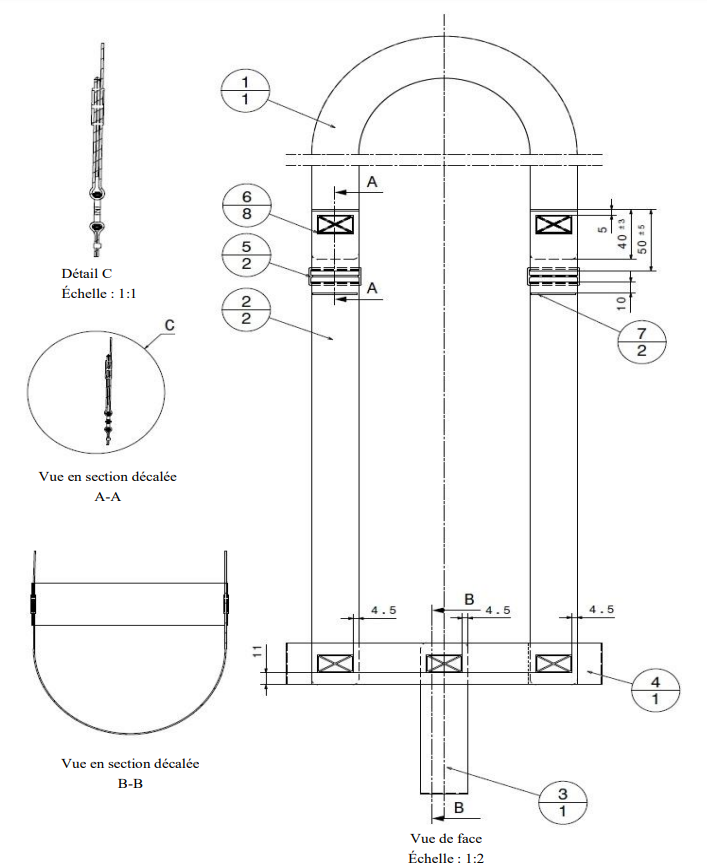 1
1
A
6
8
5
2
A
2
2
5
40 ±3
50 ±5
10
7
2
Détail C
Échelle : 1:1
C
Vue en section décalée
A-A
B
4.5
4.5
4.5
11
4
1
3
1
B
Vue en section décalée
B-B
Vue de face
Échelle : 1:2